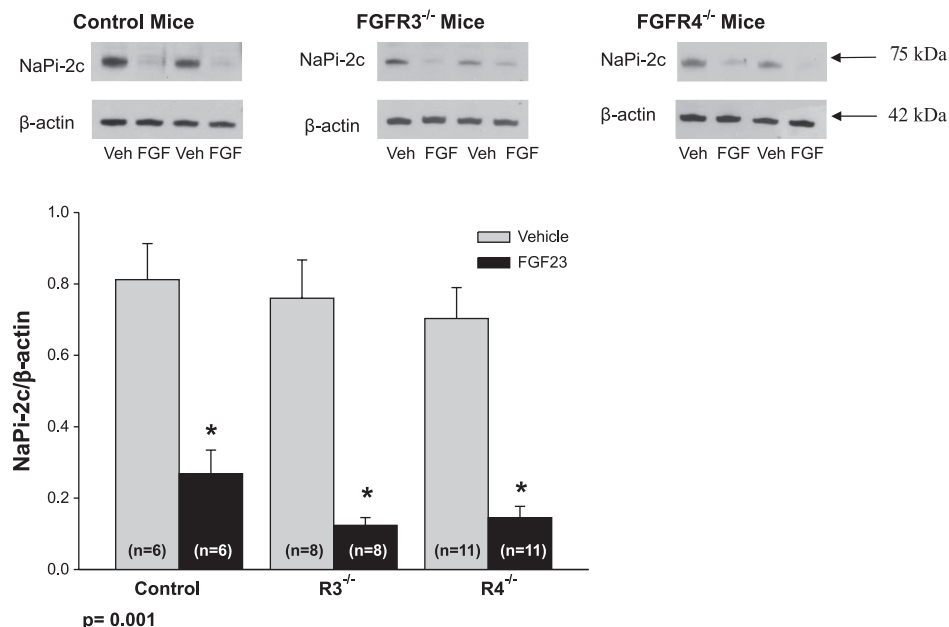 Control Mice
FGFR3-/- Mice
FGFR4-/- Mice
NaPi-2c
NaPi-2c
NaPi-2c
75 kDa
β-actin
β-actin
β-actin
42 kDa
Veh FGF Veh FGF
Veh FGF Veh FGF
Veh FGF Veh FGF
NaPi-2c/β-actin
1.0
0.8
0.6
0.4
0.2
0.0
Vehicle
FGF23
*
*
*
(n=6) (n=6) (n=8) (n=8) (n=11) (n=11)
Control R3-/- R4-/-
p= 0.001